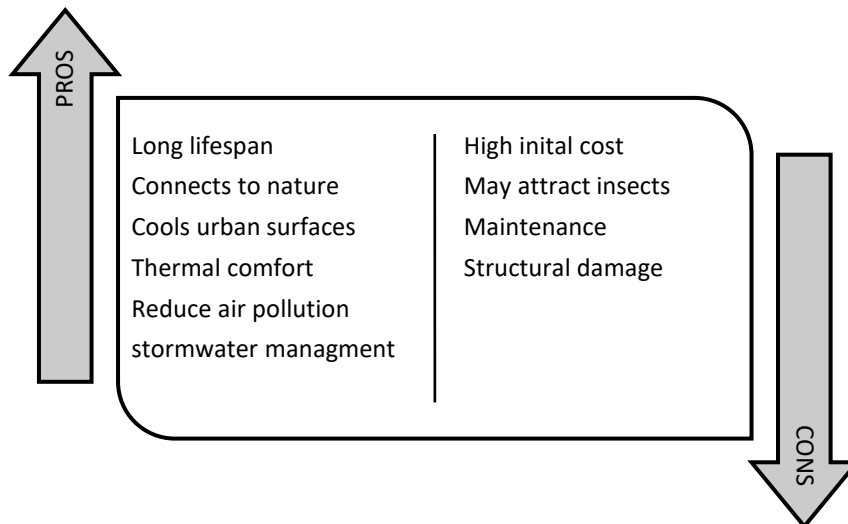 PROS
Long lifespan
Connects to nature
Cools urban surfaces
Thermal comfort
Reduce air pollution
stormwater managment
High inital cost
May attract insects
Maintenance
Structural damage
CONS